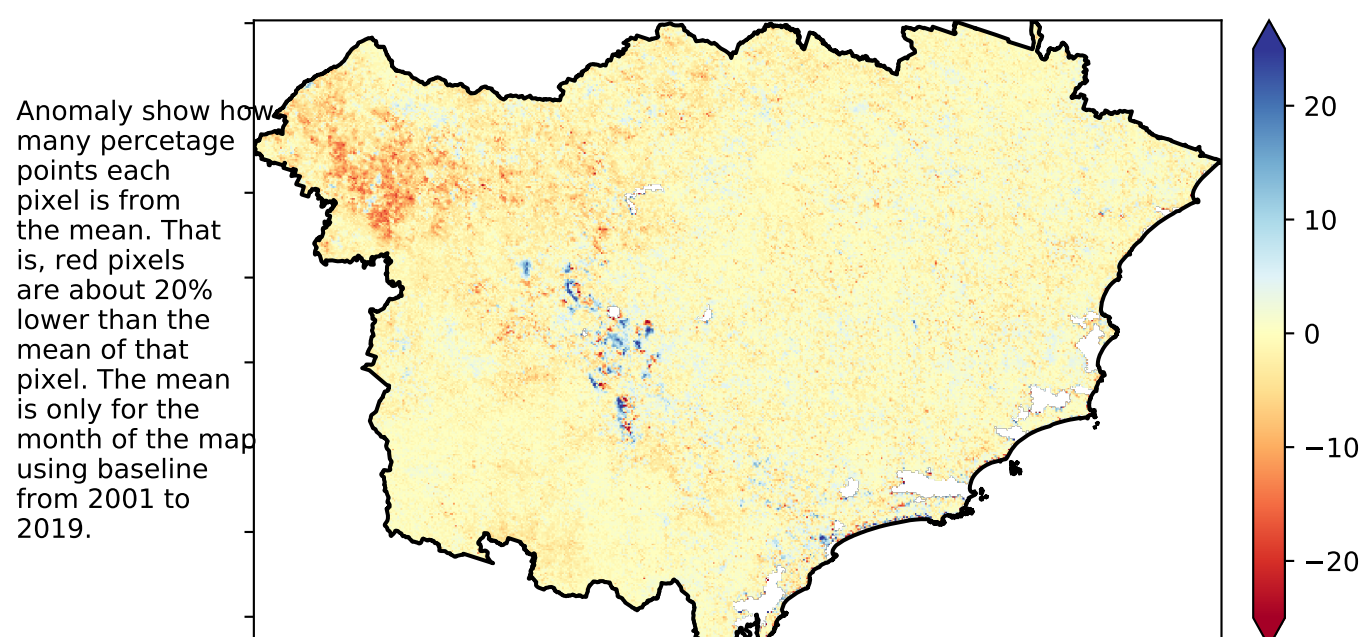 Anomaly show how
many percetage
points each
pixel is from
the mean. That
is, red pixels
are about 20%
lower than the
mean of that
pixel. The mean
is only for the
month of the map
using baseline
from 2001 to
2019.
20
10
0
−10
−20